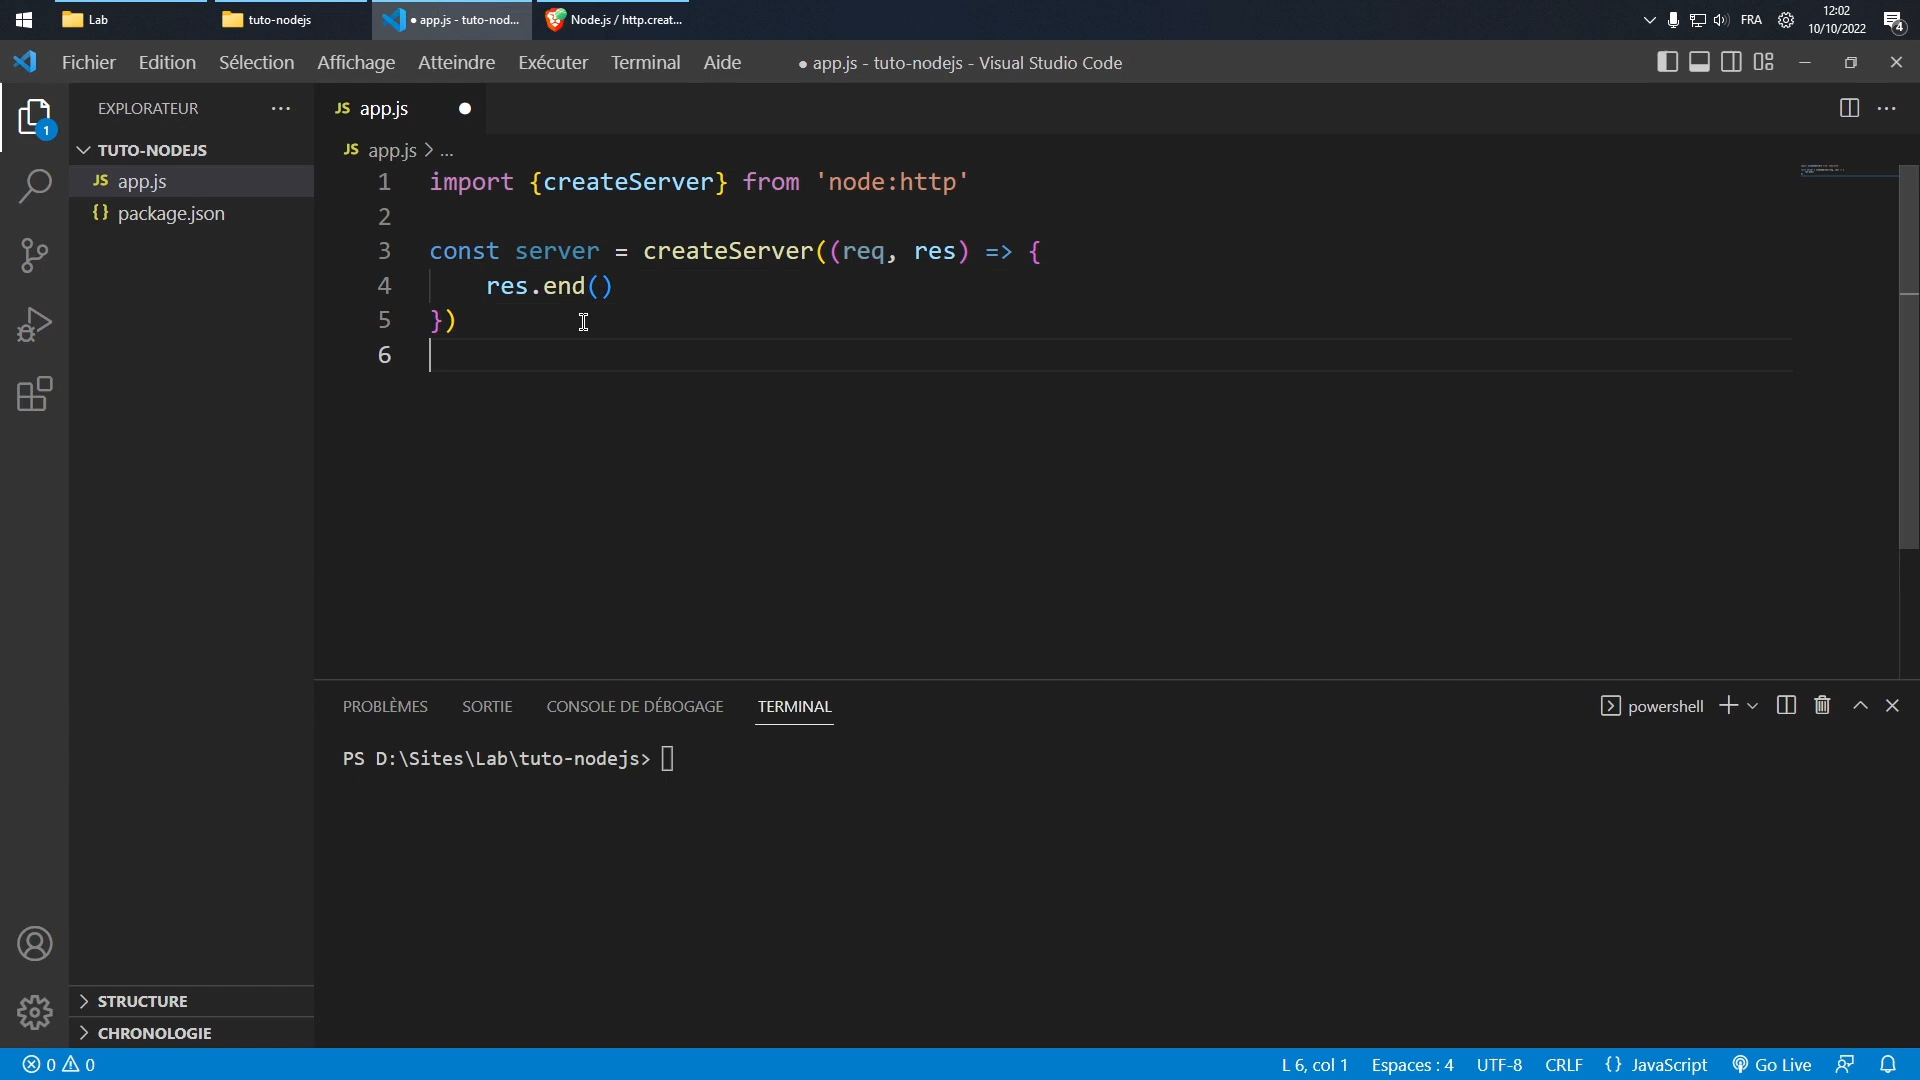 Lab
tuto-nodejs
● app.js - tuto-nod...
Node.js / http.creat...
FRA
12:02
10/10/2022
4
Fichier Edition Sélection Affichage Atteindre Exécuter Terminal Aide
● app.js - tuto-nodejs - Visual Studio Code
1
EXPLORATEUR
TUTO-NODEJS
JS app.js
{} package.json
STRUCTURE
CHRONOLOGIE
JS app.js ●
JS app.js > ...
1 import {createServer} from 'node:http'
2
3 const server = createServer((req, res) => {
4 res.end()
5 })
6
PROBLÈMES SORTIE CONSOLE DE DÉBOGAGE TERMINAL
powershell
PS D:\Sites\Lab\tuto-nodejs>
0 0
L 6, col 1 Espaces : 4 UTF-8 CRLF {} JavaScript Go Live